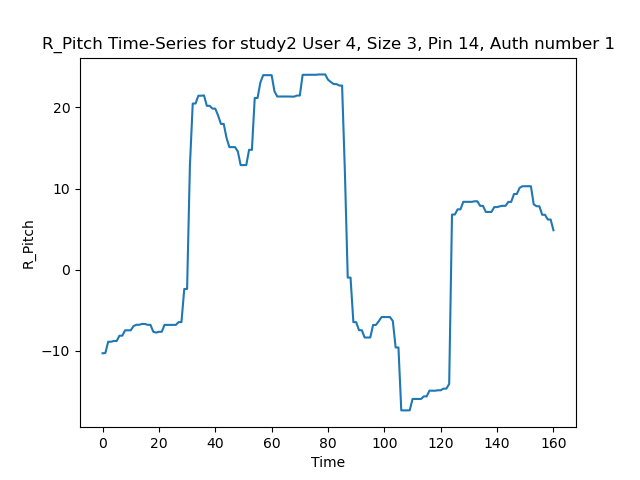 R_Pitch Time-Series for study2 User 4, Size 3, Pin 14, Auth number 1
20
10
0
−10
R_Pitch
0 20 40 60 80 100 120 140 160
Time